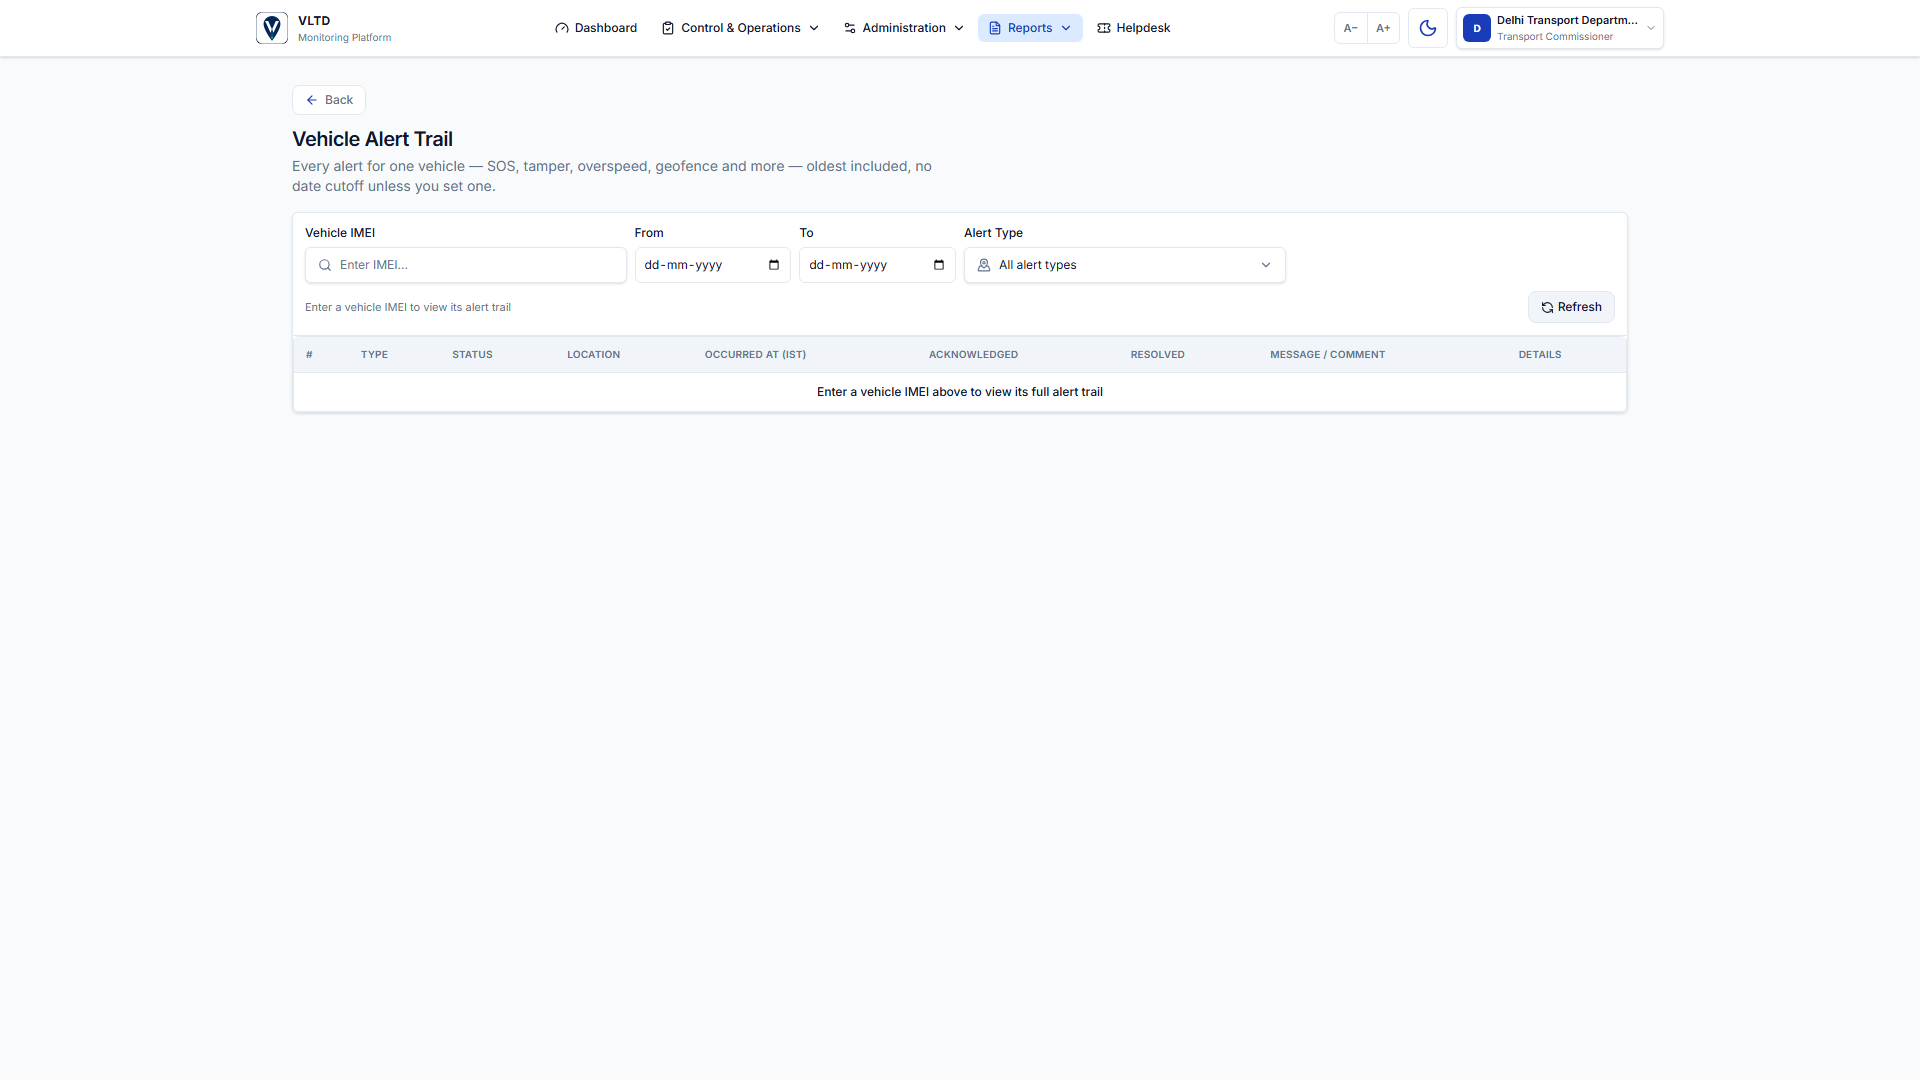 VLTD
Monitoring Platform
Dashboard
Control & Operations
Administration
Reports
Helpdesk
A−
A+
D
Delhi Transport Departm...
Transport Commissioner
Back
Vehicle Alert Trail
Every alert for one vehicle — SOS, tamper, overspeed, geofence and more — oldest included, no
date cutoff unless you set one.
Vehicle IMEI
From
To
Alert Type
Enter IMEI...
dd-mm-yyyy
dd-mm-yyyy
All alert types
Enter a vehicle IMEI to view its alert trail
Refresh
# TYPE STATUS LOCATION OCCURRED AT (IST) ACKNOWLEDGED RESOLVED MESSAGE / COMMENT DETAILS
Enter a vehicle IMEI above to view its full alert trail